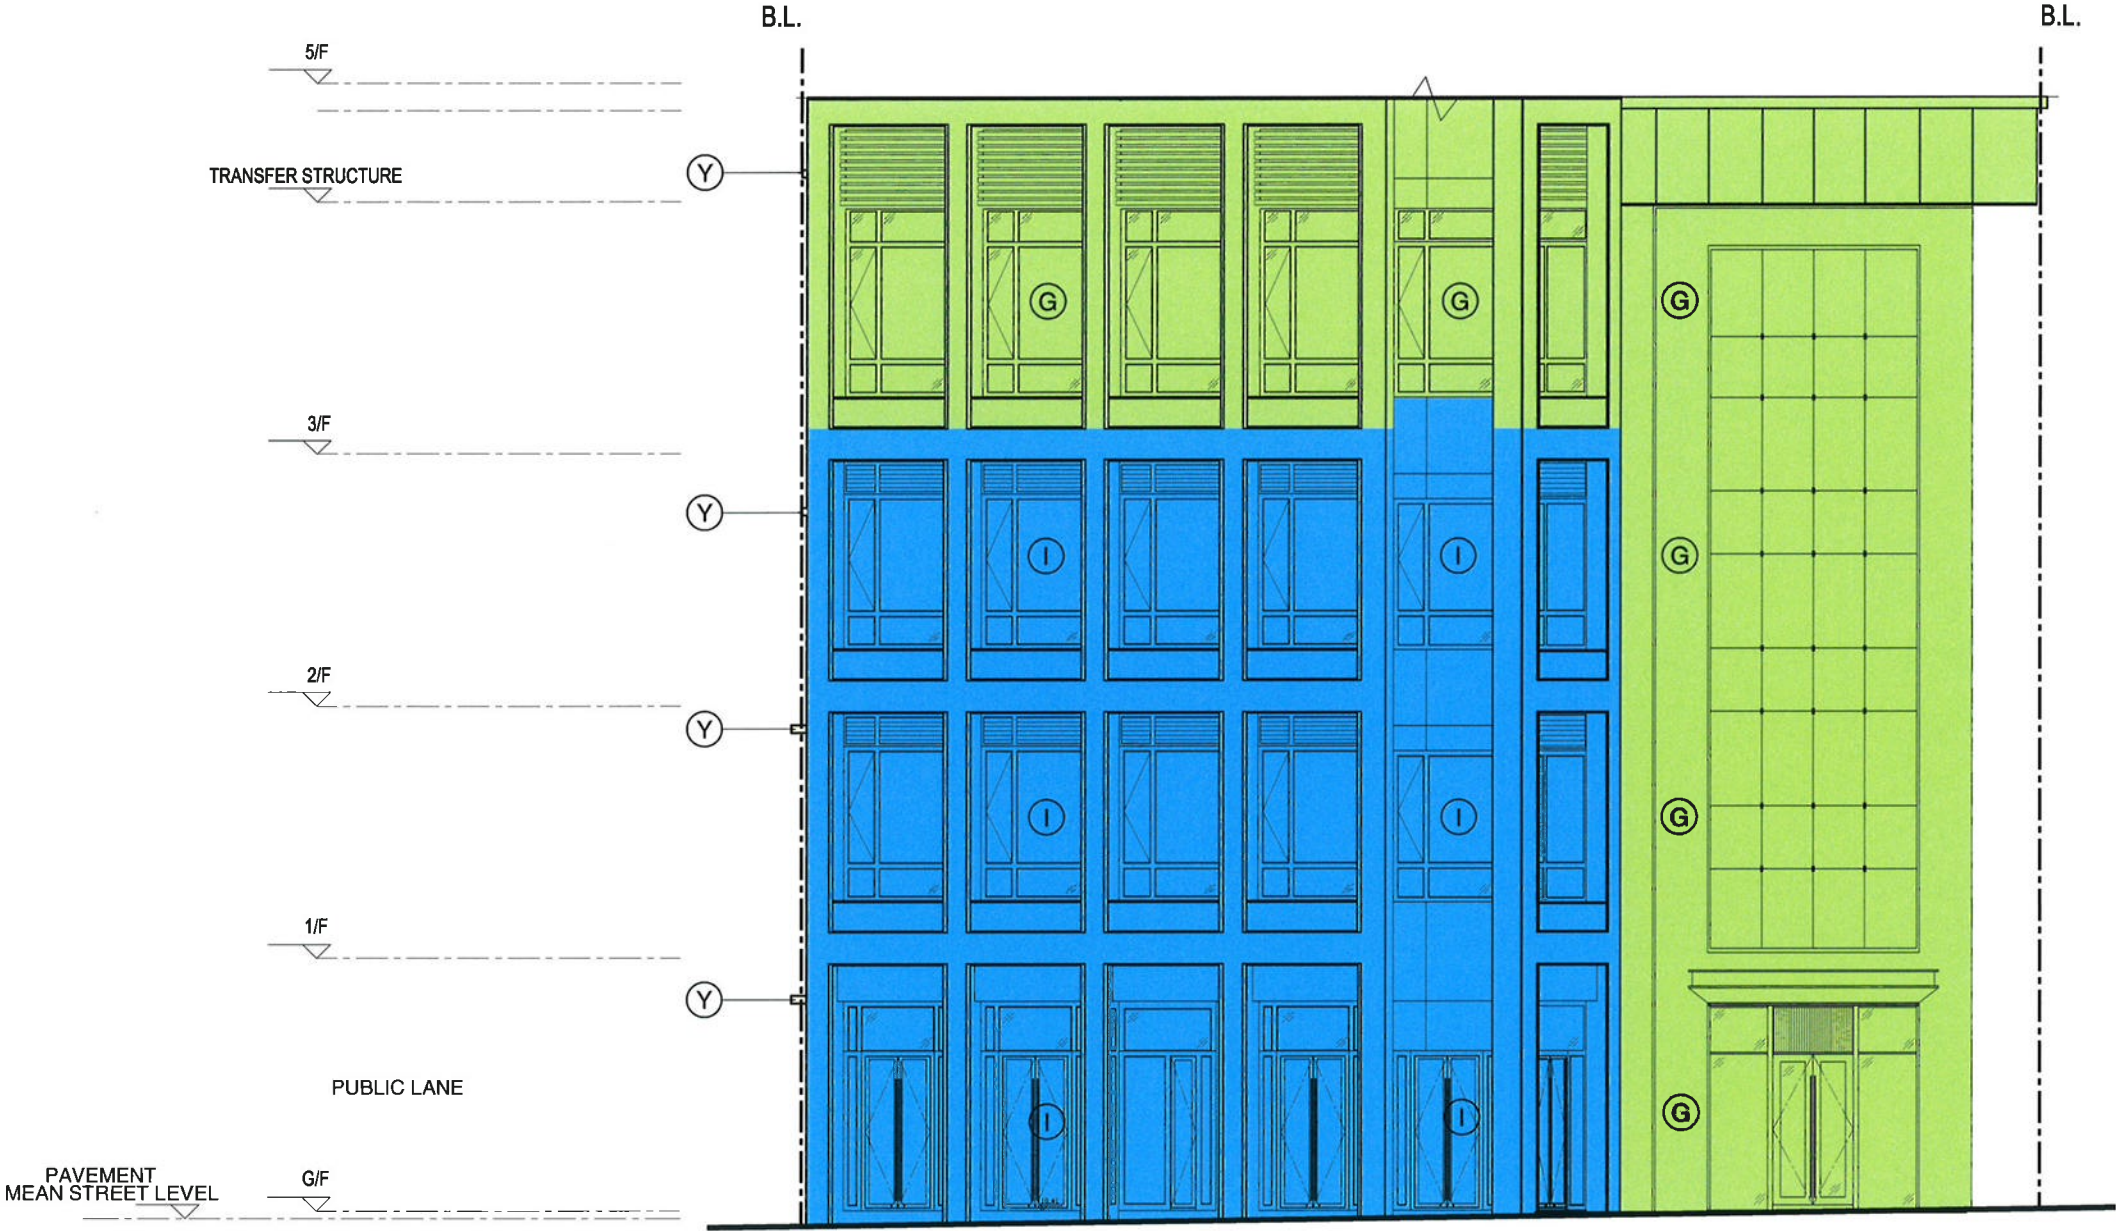 B.L.
B.L.
5/F
TRANSFER STRUCTURE
Y
G
G
G
3/F
Y
I
I
G
2/F
Y
I
I
G
1/F
Y
PUBLIC LANE
I
I
G
PAVEMENT
MEAN STREET LEVEL
G/F